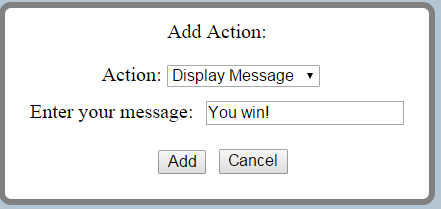 Add Action:
Action: Display Message
Enter your message: You win!
Add Cancel